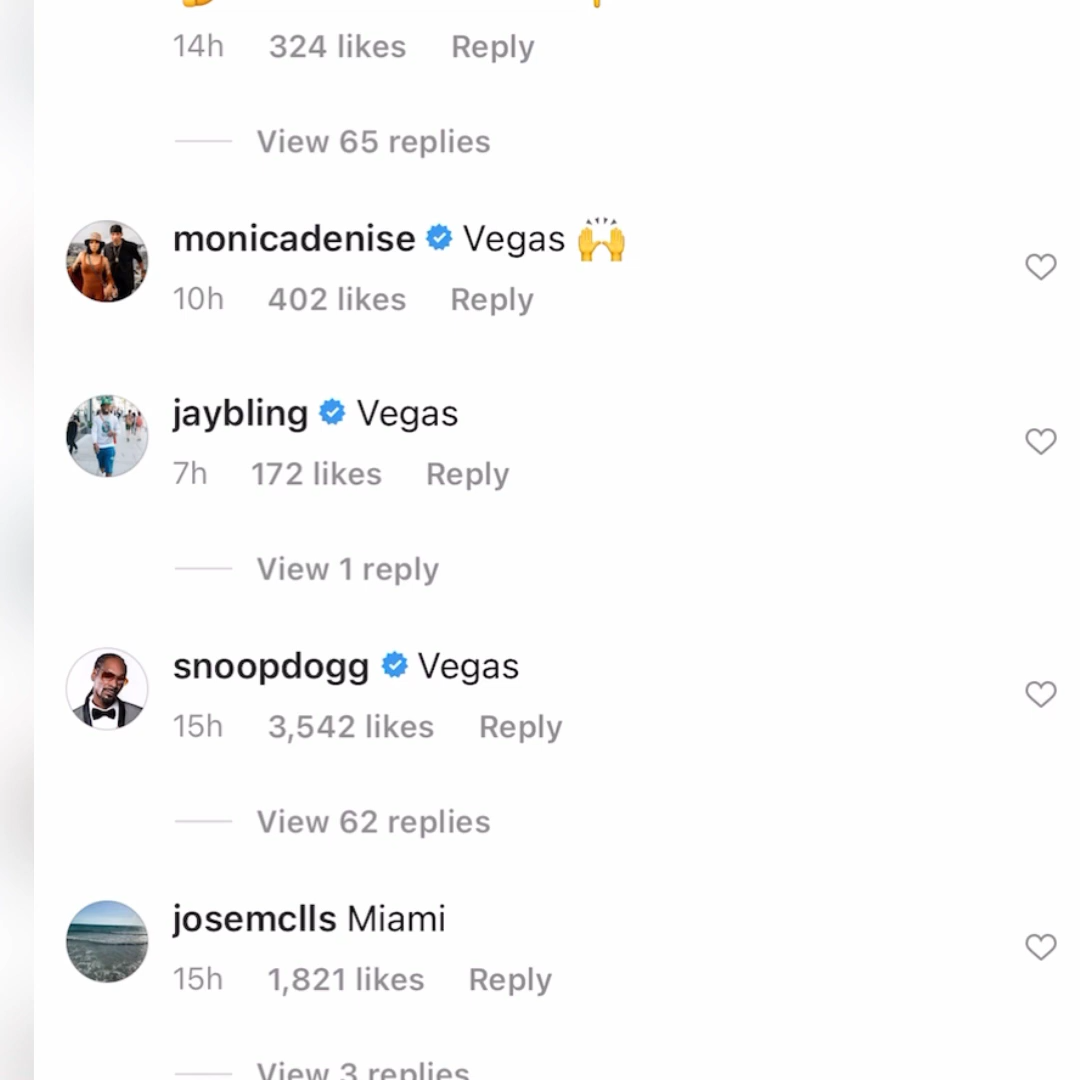 14h 324 likes Reply
View 65 replies
monicadenise Vegas 🙌
10h 402 likes Reply
jaybling Vegas
7h 172 likes Reply
View 1 reply
snoopdogg Vegas
15h 3,542 likes Reply
View 62 replies
josemclls Miami
15h 1,821 likes Reply
View 3 replies